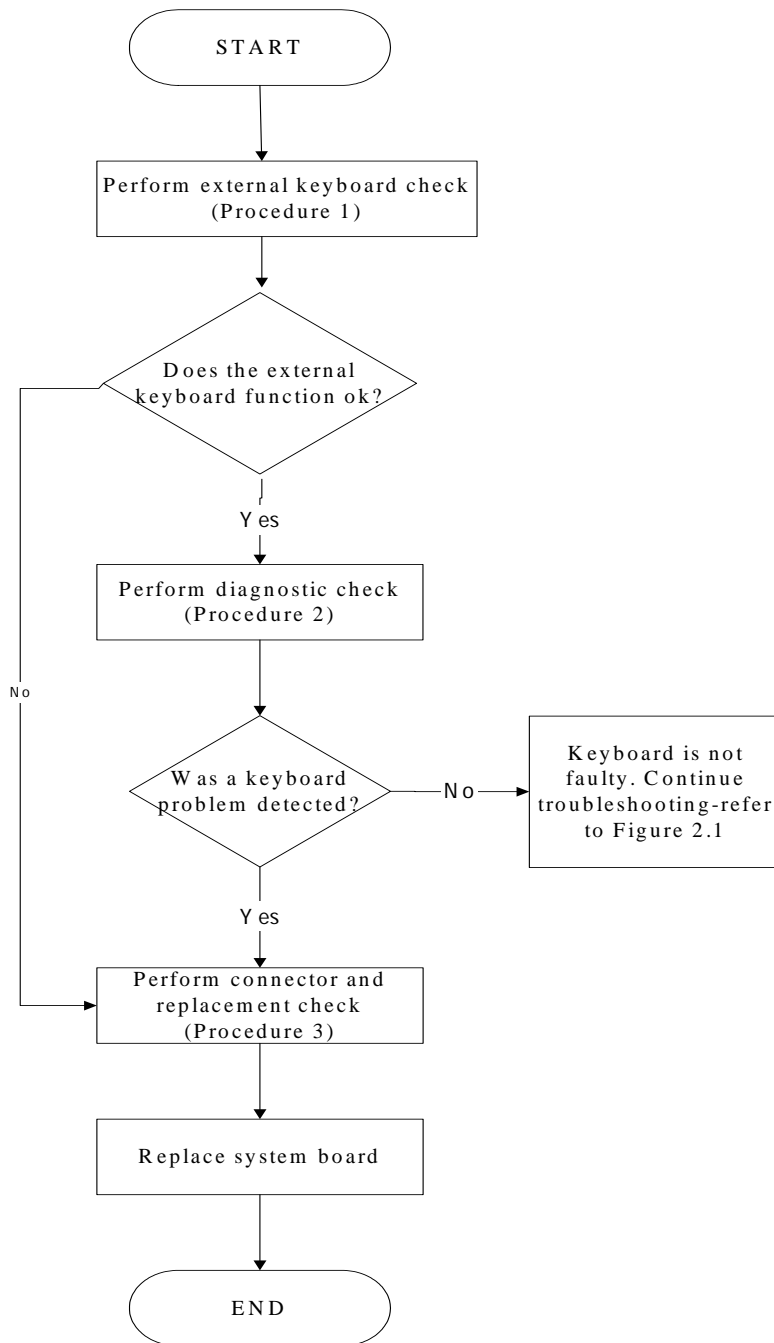 START
Perform external keyboard check
(Procedure 1)
Does the external
keyboard function ok?
Yes
Perform diagnostic check
(Procedure 2)
No
Was a keyboard
problem detected?
No
Keyboard is not
faulty. Continue
troubleshooting-refer
to Figure 2.1
Yes
Perform connector and
replacement check
(Procedure 3)
Replace system board
END